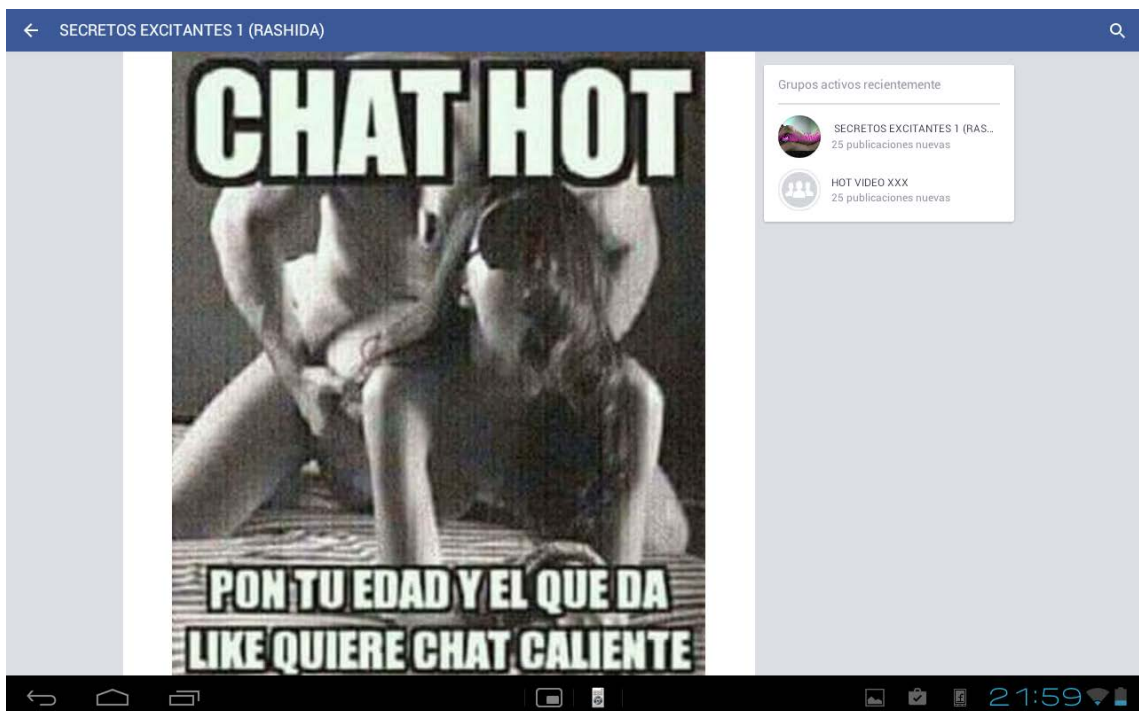 SECRETOS EXCITANTES 1 (RASHIDA)
CHAT HOT
PON TU EDAD Y EL QUE DA
LIKE QUIERE CHAT CALIENTE
Grupos activos recientemente
SECRETOS EXCITANTES 1 (RAS...
25 publicaciones nuevas
HOT VIDEO XXX
25 publicaciones nuevas
21:59